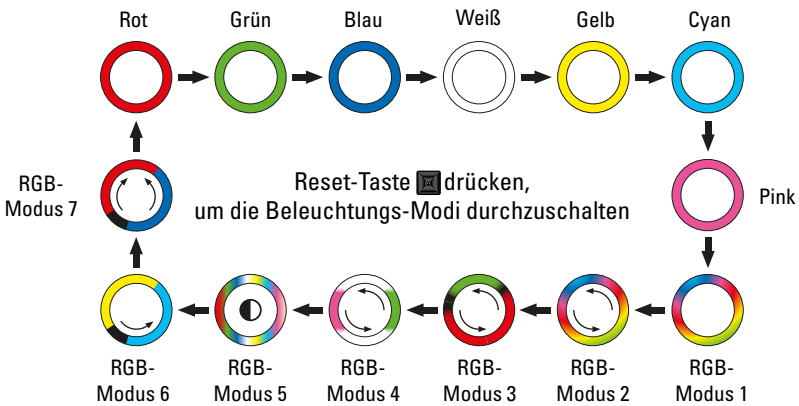 Rot
Grün
Blau
Weiß
Gelb
Cyan
RGB-
Modus 7
Reset-Taste drücken,
um die Beleuchtungs-Modi durchzuschalten
Pink
RGB-
Modus 6
RGB-
Modus 5
RGB-
Modus 4
RGB-
Modus 3
RGB-
Modus 2
RGB-
Modus 1